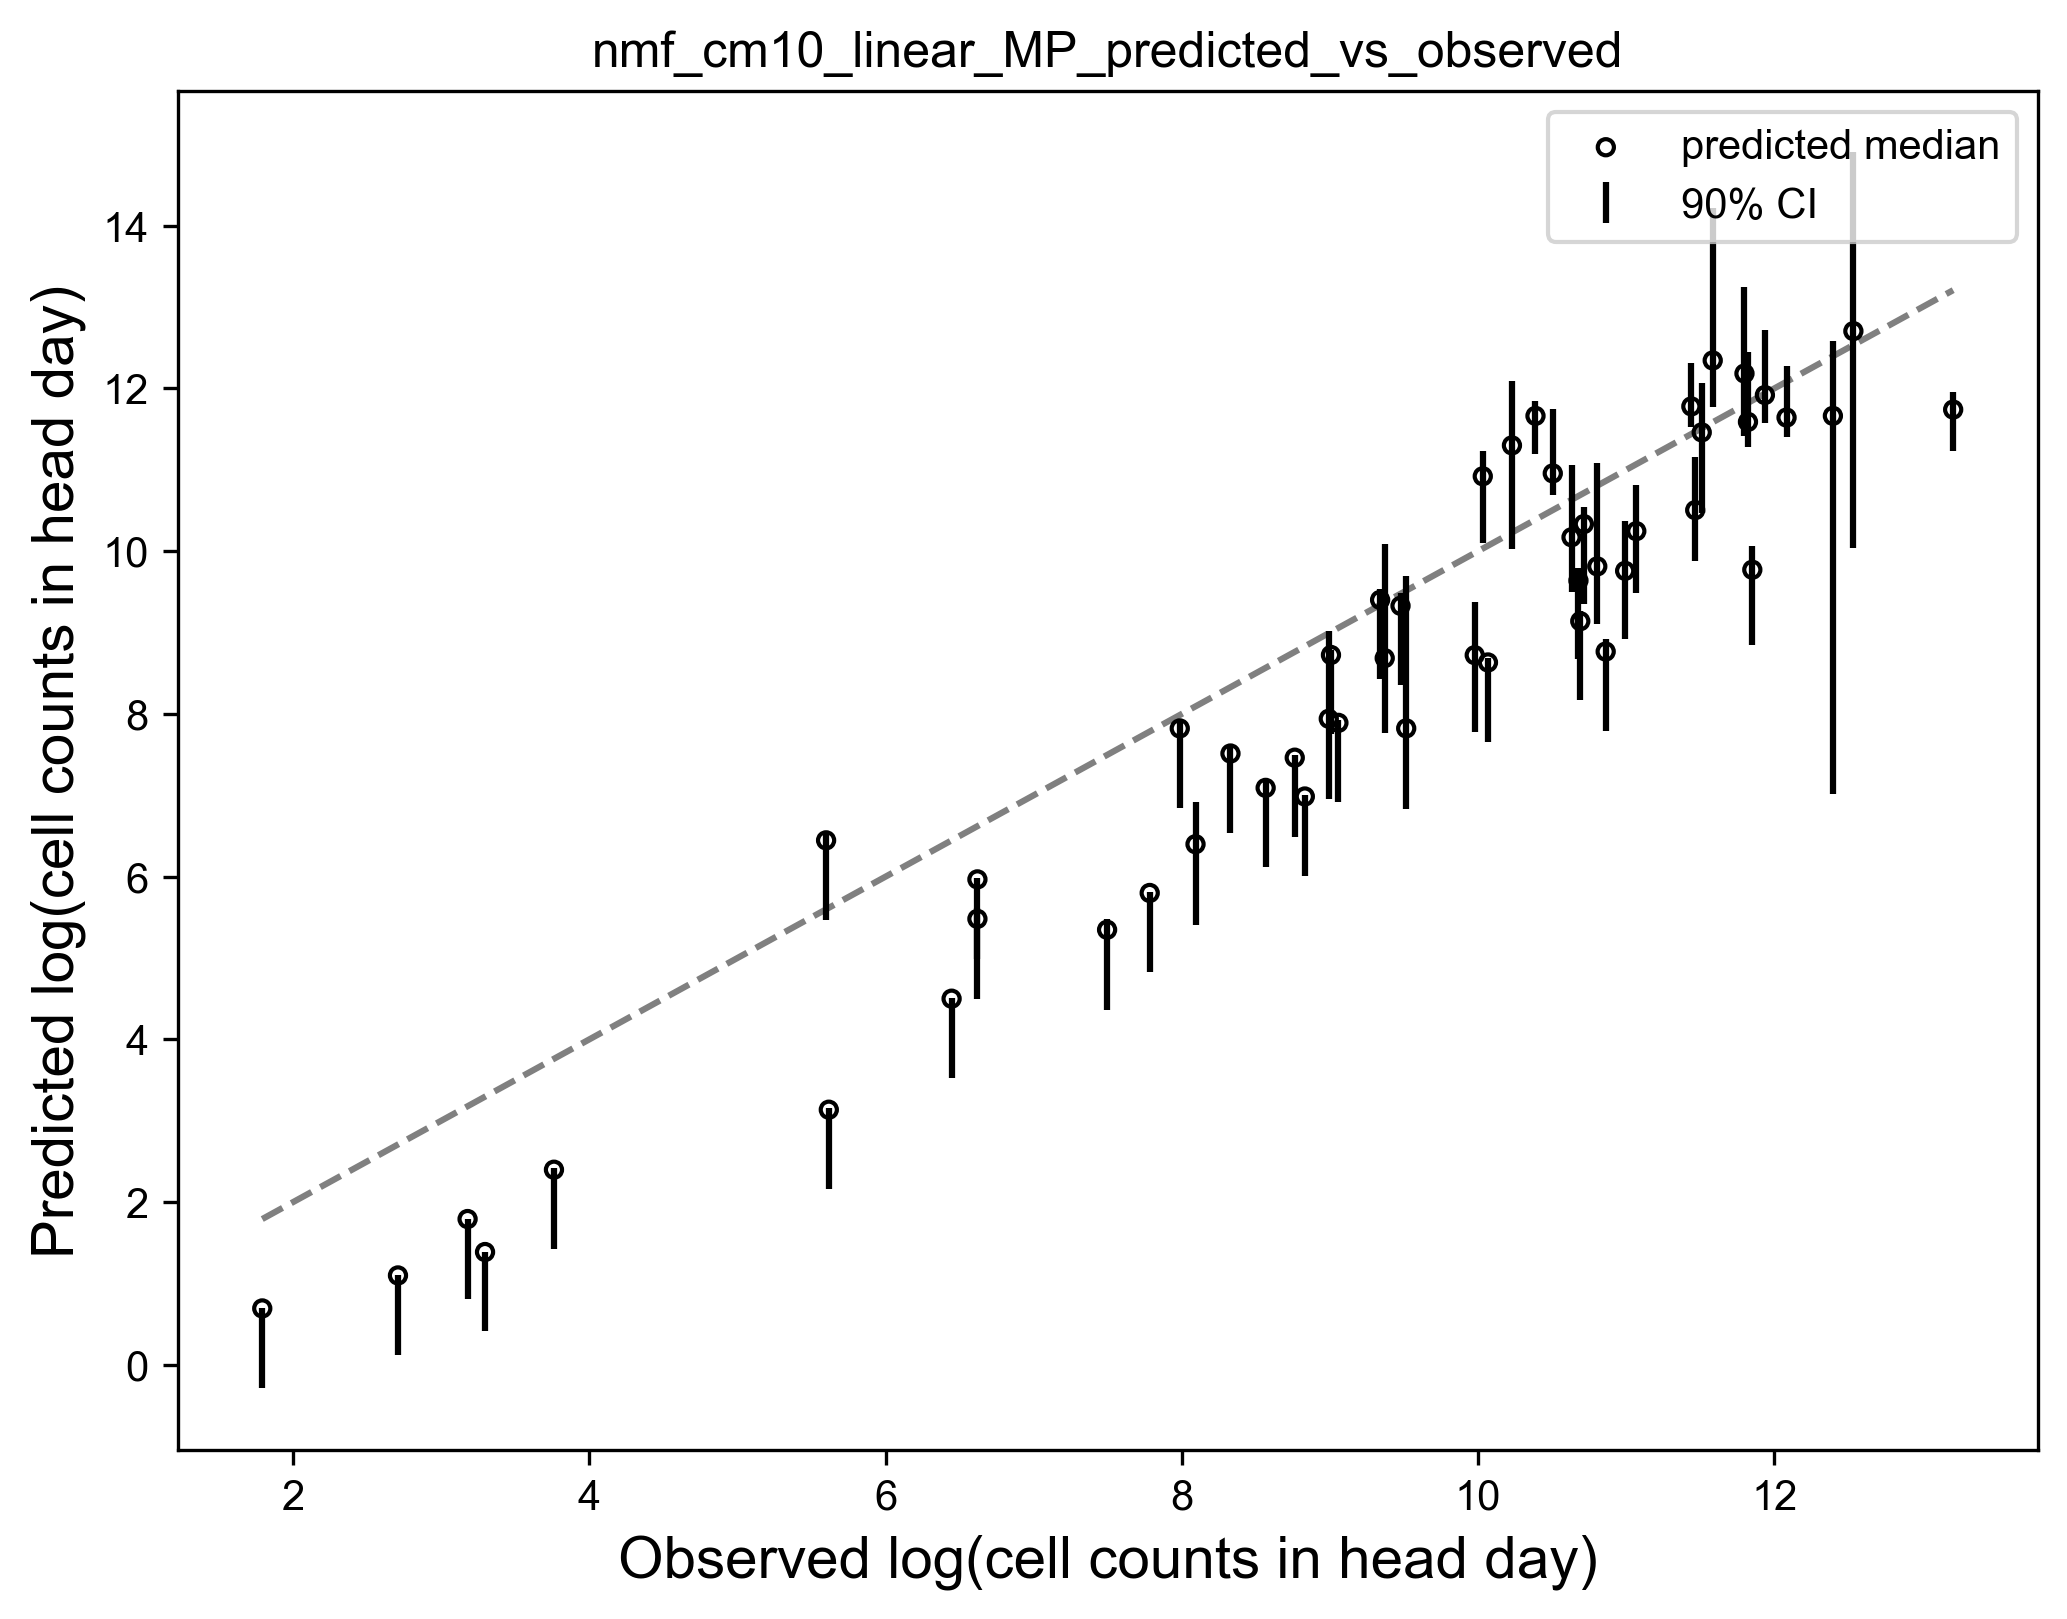 nmf_cm10_linear_MP_predicted_vs_observed
predicted median
90% CI
Predicted log(cell counts in head day)
14
12
10
8
6
4
2
0
2 4 6 8 10 12
Observed log(cell counts in head day)